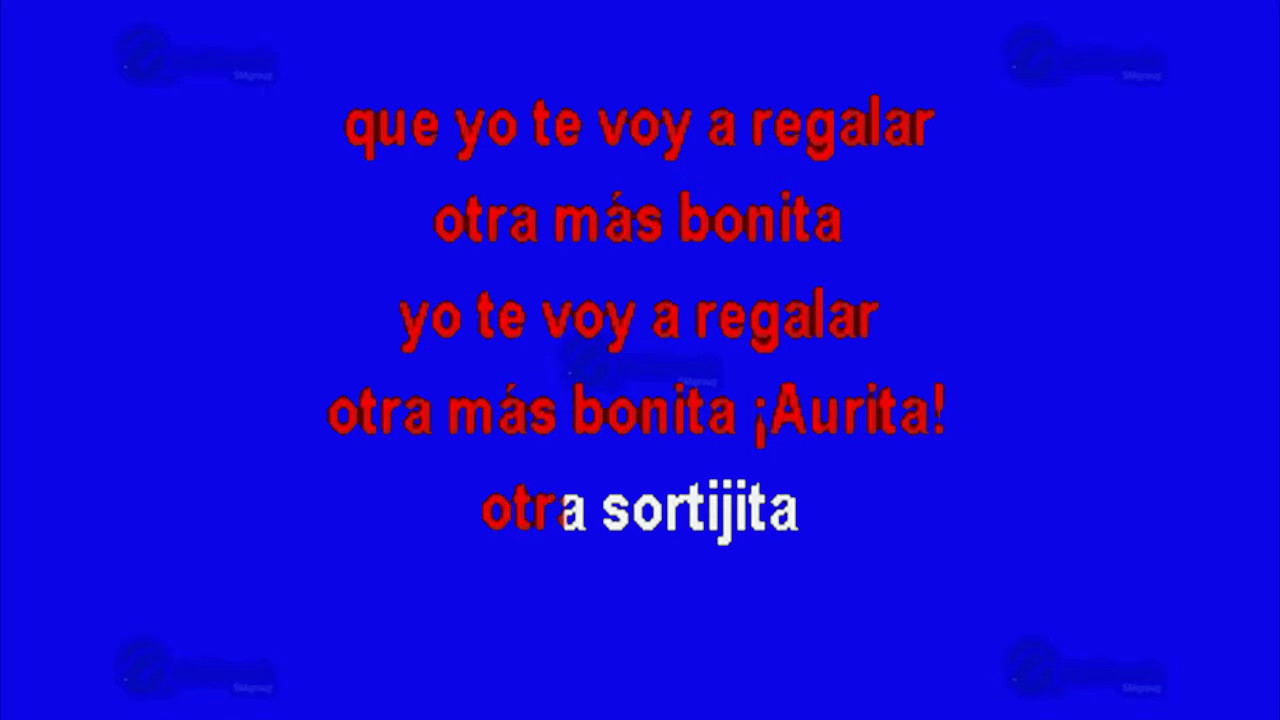 que yo te voy a regalar
otra más bonita
yo te voy a regalar
otra más bonita ¡Aurita!
otra sortijita